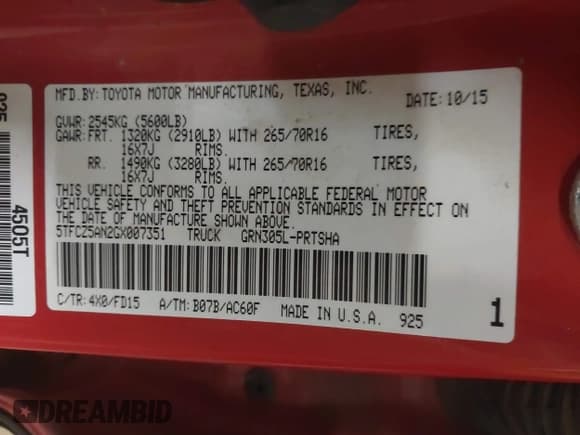 MFD.BY: TOYOTA MOTOR MANUFACTURING, TEXAS, INC.
DATE: 10/15
GVWR: 2545KG (5600LB)
GAWR: FRT. 1320KG (2910LB) WITH 265/70R16 TIRES,
16X7J RIMS.
RR. 1490KG (3280LB) WITH 265/70R16 TIRES,
16X7J RIMS.
THIS VEHICLE CONFORMS TO ALL APPLICABLE FEDERAL MOTOR
VEHICLE SAFETY AND THEFT PREVENTION STANDARDS IN EFFECT ON
THE DATE OF MANUFACTURE SHOWN ABOVE.
5TFCZ5AN2GX007351 TRUCK GRN305L-PRTSHA
C/TR: 4X0/FD15 A/TM: B07B/AC60F MADE IN U.S.A. 925
1
4505T
DREAMBID